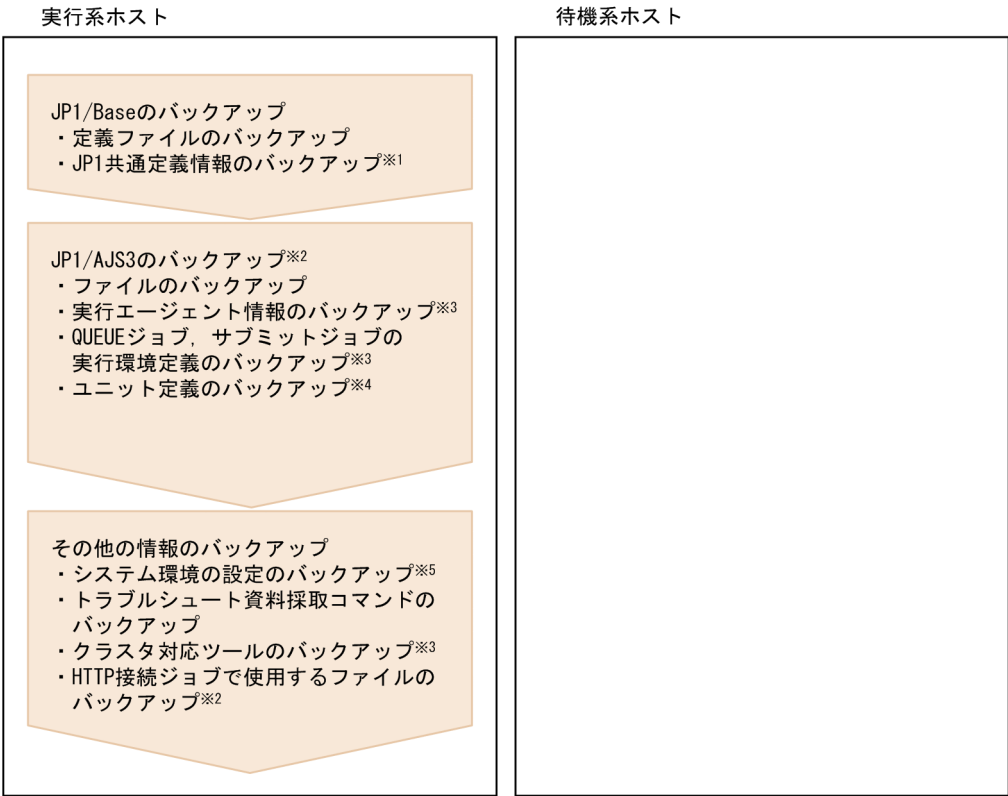 実行系ホスト
待機系ホスト
JP1/Baseのバックアップ
・定義ファイルのバックアップ
・JP1共通定義情報のバックアップ※1
JP1/AJS3のバックアップ※2
・ファイルのバックアップ
・実行エージェント情報のバックアップ※3
・QUEUEジョブ，サブミットジョブの
実行環境定義のバックアップ※3
・ユニット定義のバックアップ※4
その他の情報のバックアップ
・システム環境の設定のバックアップ※5
・トラブルシュート資料採取コマンドの
バックアップ
・クラスタ対応ツールのバックアップ※3
・HTTP接続ジョブで使用するファイルの
バックアップ※2